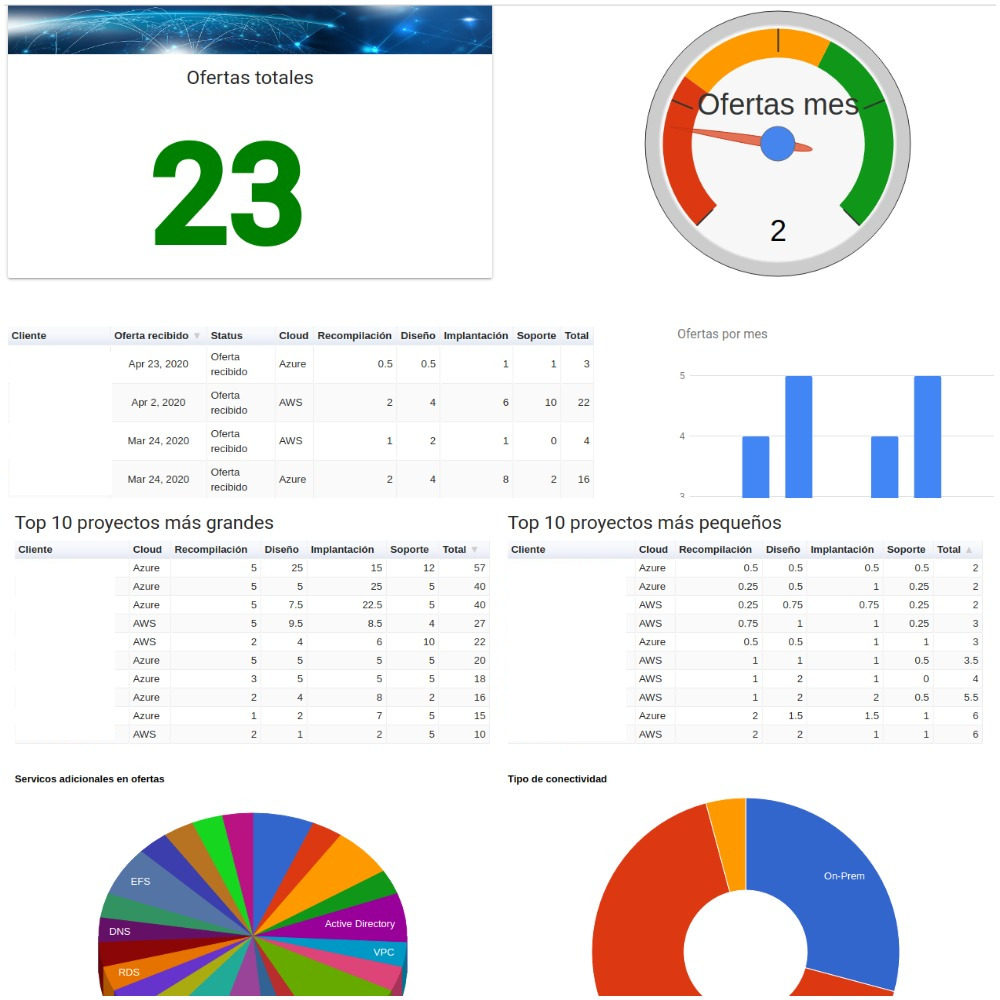 Ofertas totales
23
Ofertas mes
2
Cliente Oferta recibido Status Cloud Recompilación Diseño Implantación Soporte Total
Apr 23, 2020 Oferta recibido Azure 0.5 0.5 1 1 3
Apr 2, 2020 Oferta recibido AWS 2 4 6 10 22
Mar 24, 2020 Oferta recibido AWS 1 2 1 0 4
Mar 24, 2020 Oferta recibido Azure 2 4 8 2 16
Ofertas por mes
5
4
3
Top 10 proyectos más grandes
Cliente Cloud Recompilación Diseño Implantación Soporte Total
Azure 5 25 15 12 57
Azure 5 5 25 5 40
Azure 5 7.5 22.5 5 40
AWS 5 9.5 8.5 4 27
AWS 2 4 6 10 22
Azure 5 5 5 5 20
Azure 3 5 5 5 18
Azure 2 4 8 2 16
Azure 1 2 7 5 15
AWS 2 1 2 5 10
Top 10 proyectos más pequeños
Cliente Cloud Recompilación Diseño Implantación Soporte Total
Azure 0.5 0.5 0.5 0.5 2
Azure 0.25 0.5 1 0.25 2
AWS 0.25 0.75 0.75 0.25 2
AWS 0.75 1 1 0.25 3
Azure 0.5 0.5 1 1 3
AWS 1 1 1 0.5 3.5
AWS 1 2 1 0 4
AWS 1 2 2 0.5 5.5
Azure 2 1.5 1.5 1 6
AWS 2 2 1 1 6
Servicos adicionales en ofertas
EFS
Active Directory
DNS
VPC
RDS
Tipo de conectividad
On-Prem